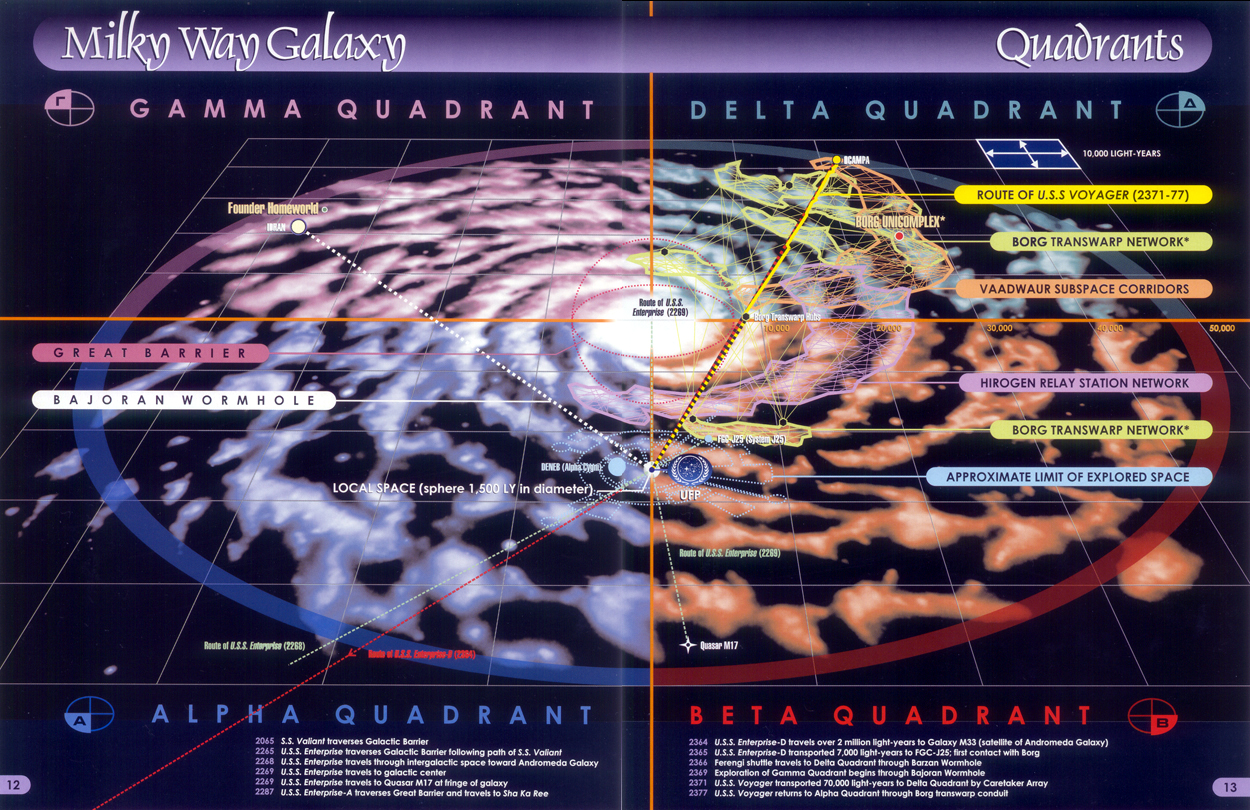 Milky Way Galaxy
Quadrants
Γ
GAMMA QUADRANT
DELTA QUADRANT
Δ
10,000 LIGHT-YEARS
OCAMPA
ROUTE OF U.S.S VOYAGER (2371-77)
Founder Homeworld
IDRAN
BORG UNICOMPLEX*
BORG TRANSWARP NETWORK*
VAADWAUR SUBSPACE CORRIDORS
Route of U.S.S.
Enterprise (2269)
Borg Transwarp Hubs
10,000
20,000
30,000
40,000
50,000
GREAT BARRIER
BAJORAN WORMHOLE
HIROGEN RELAY STATION NETWORK
BORG TRANSWARP NETWORK*
FGC-J25 (System J25)
DENEB (Alpha Cygni)
APPROXIMATE LIMIT OF EXPLORED SPACE
LOCAL SPACE (sphere 1,500 LY in diameter)
UFP
Route of U.S.S. Enterprise (2269)
Route of U.S.S. Enterprise (2268)
Route of U.S.S. Enterprise-D (2364)
Quasar M17
A
ALPHA QUADRANT
BETA QUADRANT
B
2065 S.S. Valiant traverses Galactic Barrier
2265 U.S.S. Enterprise traverses Galactic Barrier following path of S.S. Valiant
2268 U.S.S. Enterprise travels through intergalactic space toward Andromeda Galaxy
2269 U.S.S. Enterprise travels to galactic center
2269 U.S.S. Enterprise travels to Quasar M17 at fringe of galaxy
2287 U.S.S. Enterprise-A traverses Great Barrier and travels to Sha Ka Ree
2364 U.S.S. Enterprise-D travels over 2 million light-years to Galaxy M33 (satellite of Andromeda Galaxy)
2365 U.S.S. Enterprise-D transported 7,000 light-years to FGC-J25; first contact with Borg
2366 Ferengi shuttle travels to Delta Quadrant through Barzan Wormhole
2369 Exploration of Gamma Quadrant begins through Bajoran Wormhole
2371 U.S.S. Voyager transported 70,000 light-years to Delta Quadrant by Caretaker Array
2377 U.S.S. Voyager returns to Alpha Quadrant through Borg transwarp conduit
12
13